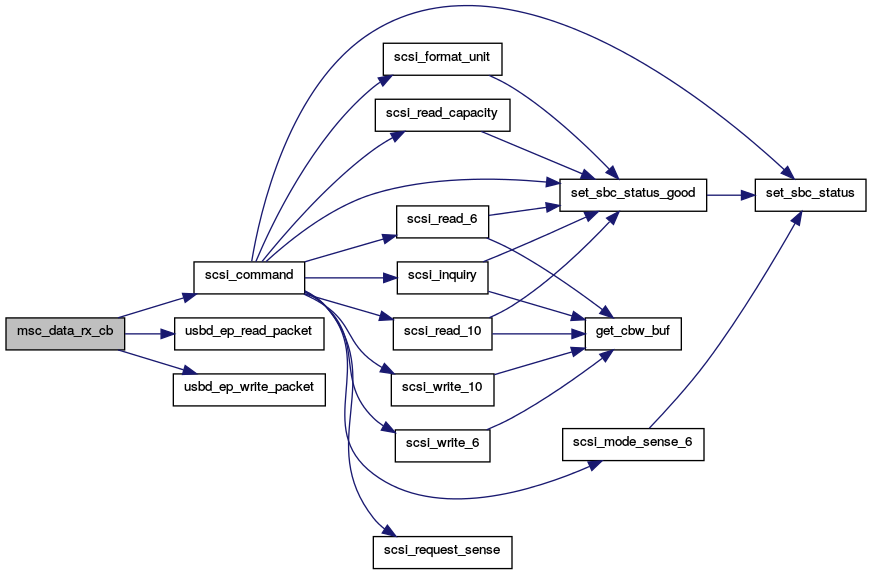 scsi_format_unit
scsi_read_capacity
set_sbc_status_good
set_sbc_status
scsi_read_6
scsi_command
scsi_inquiry
msc_data_rx_cb
usbd_ep_read_packet
scsi_read_10
get_cbw_buf
usbd_ep_write_packet
scsi_write_10
scsi_write_6
scsi_mode_sense_6
scsi_request_sense